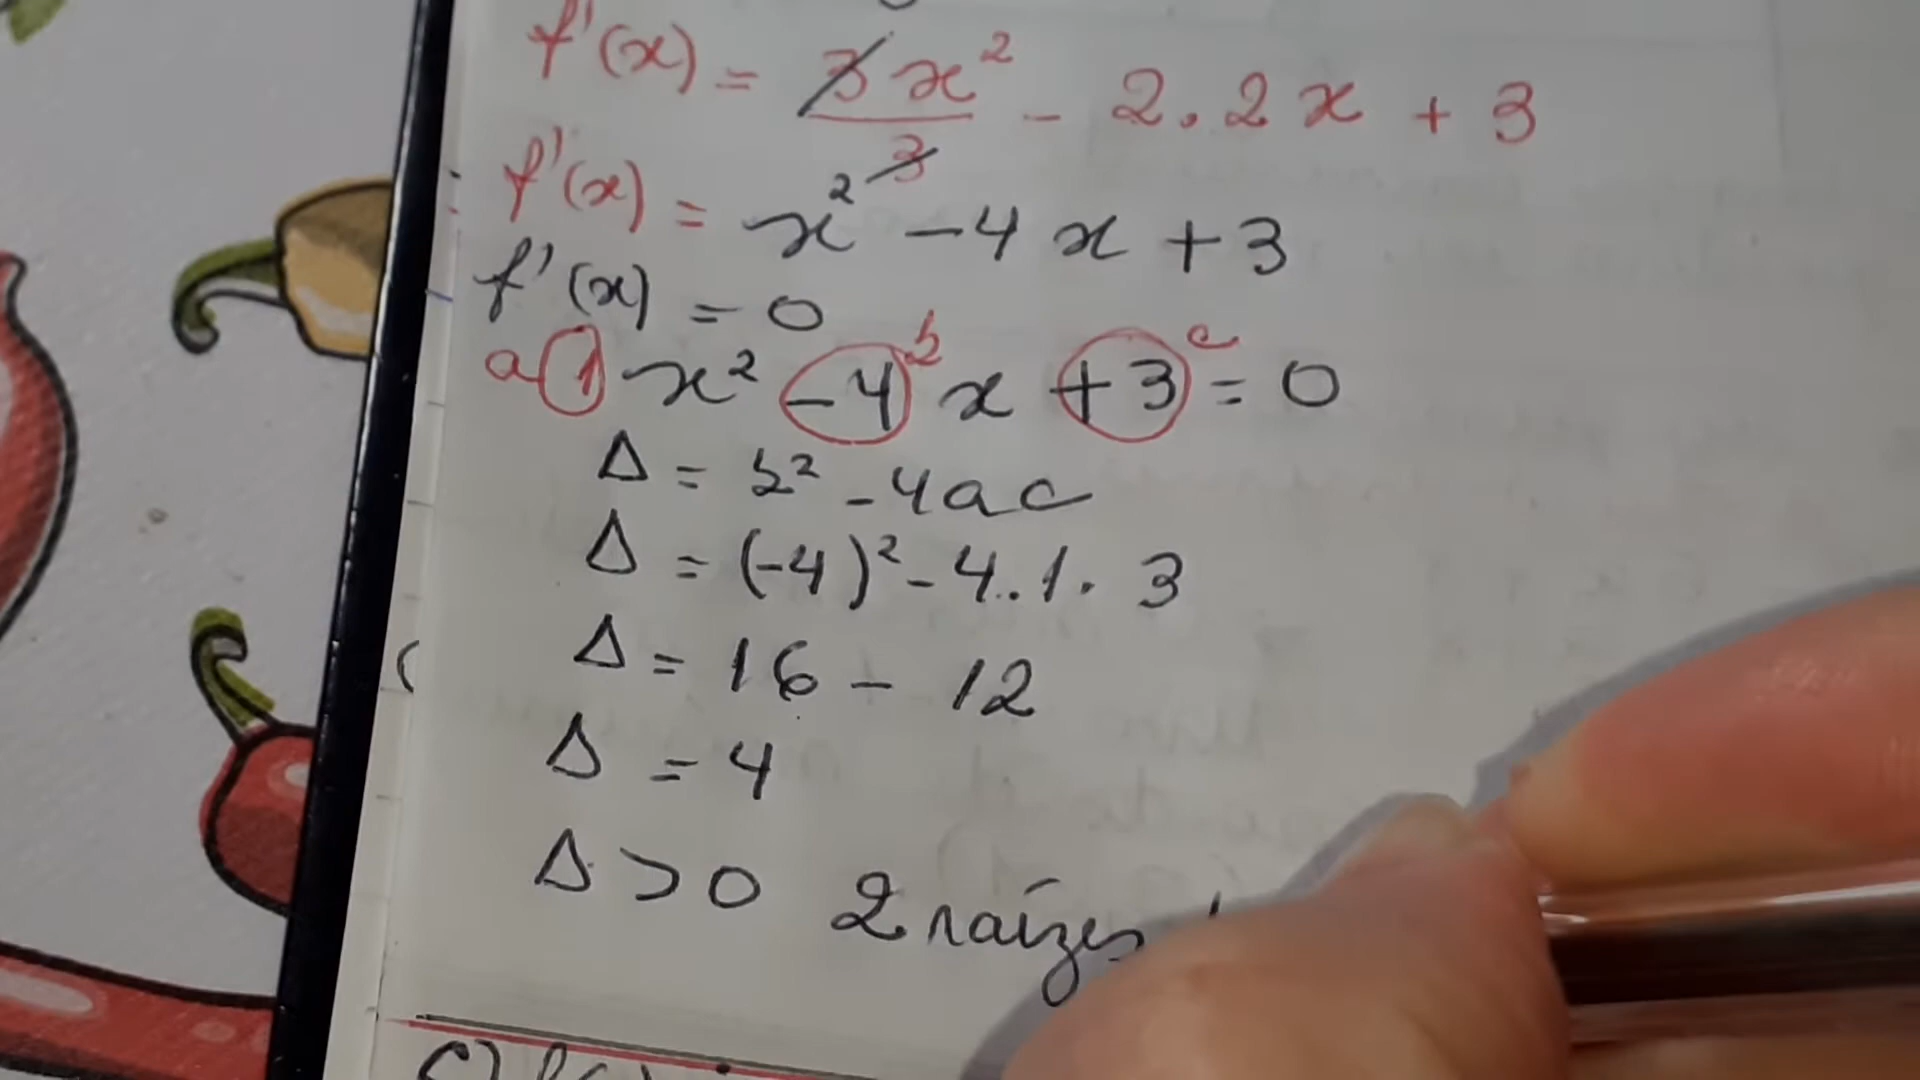 f'(x) = 3x²/3 - 2.2x + 3
f'(x) = x² - 4x + 3
f'(x) = 0
a 1 x² -4 b x +3 c = 0
Δ = b² - 4ac
Δ = (-4)² - 4.1.3
Δ = 16 - 12
Δ = 4
Δ > 0 2 raízes